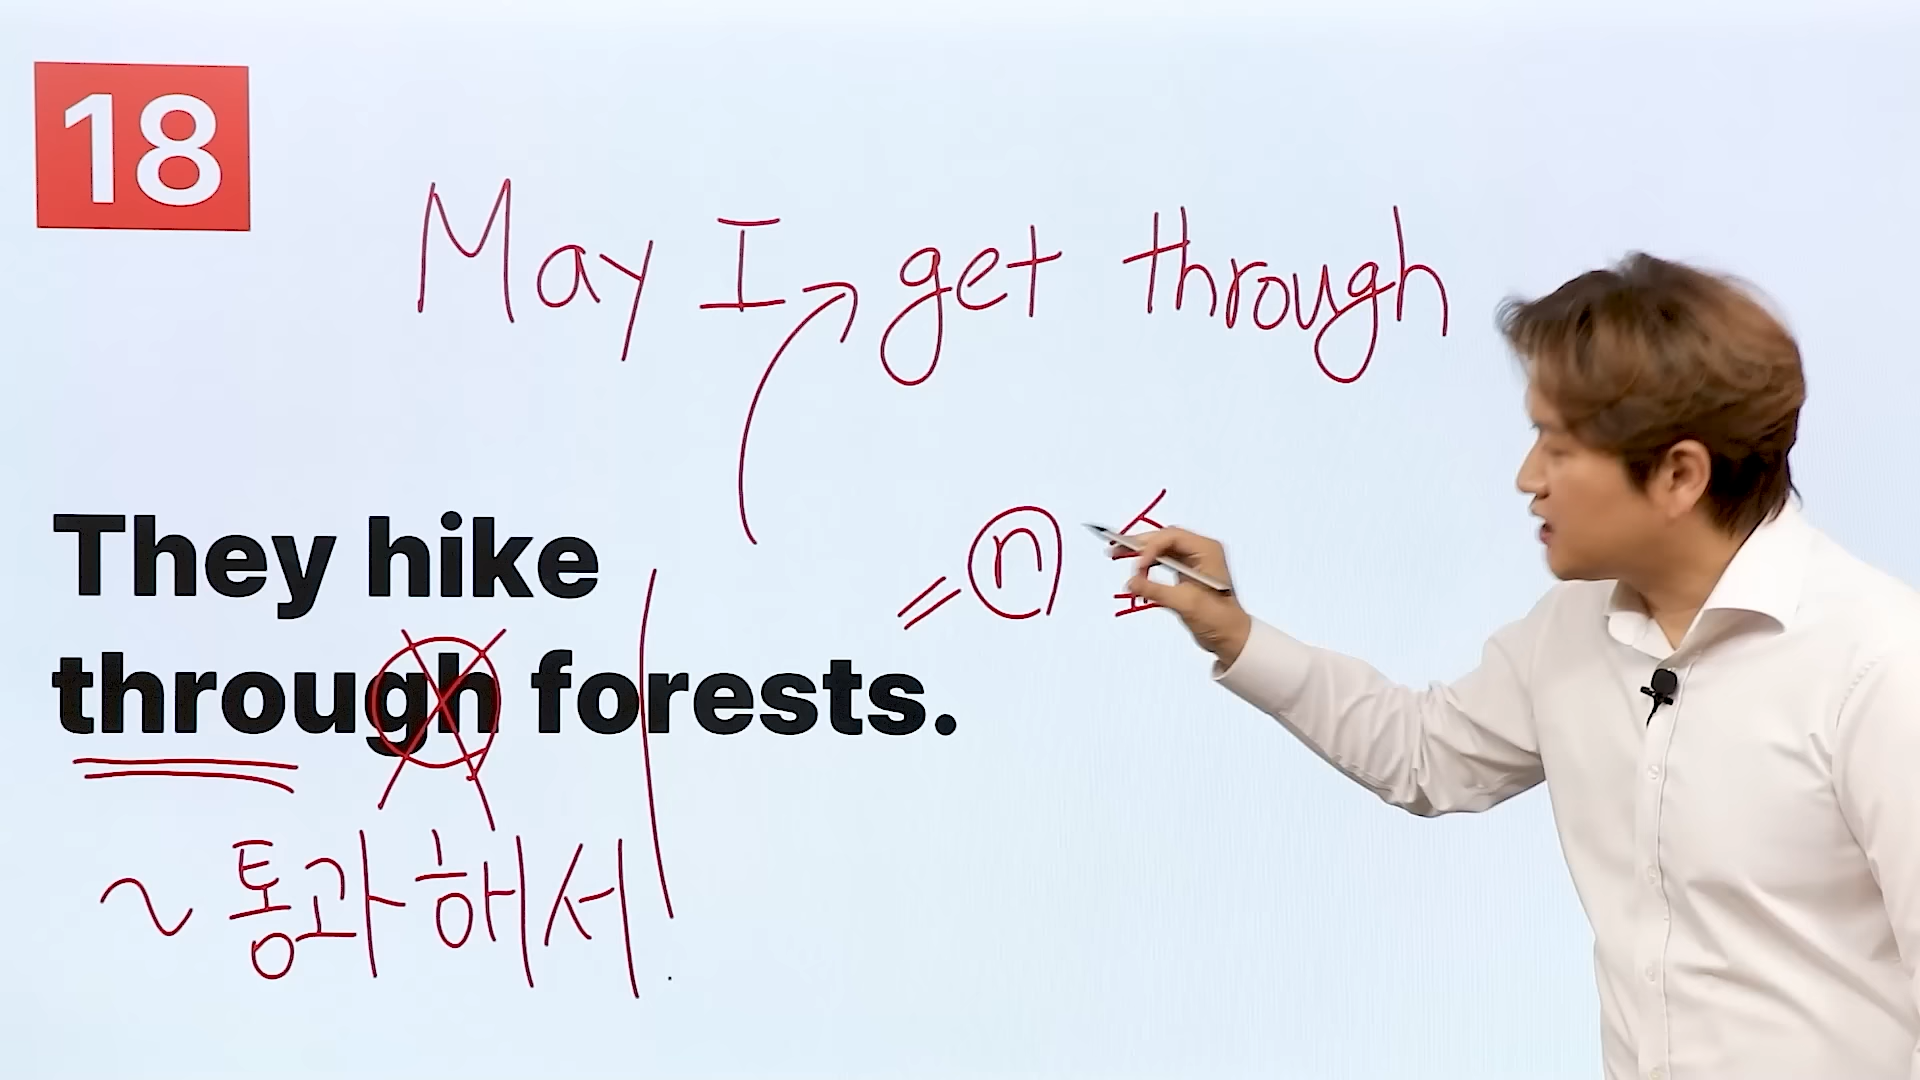 18
May I get through
They hike
through forests.
= n
~ 통과해서